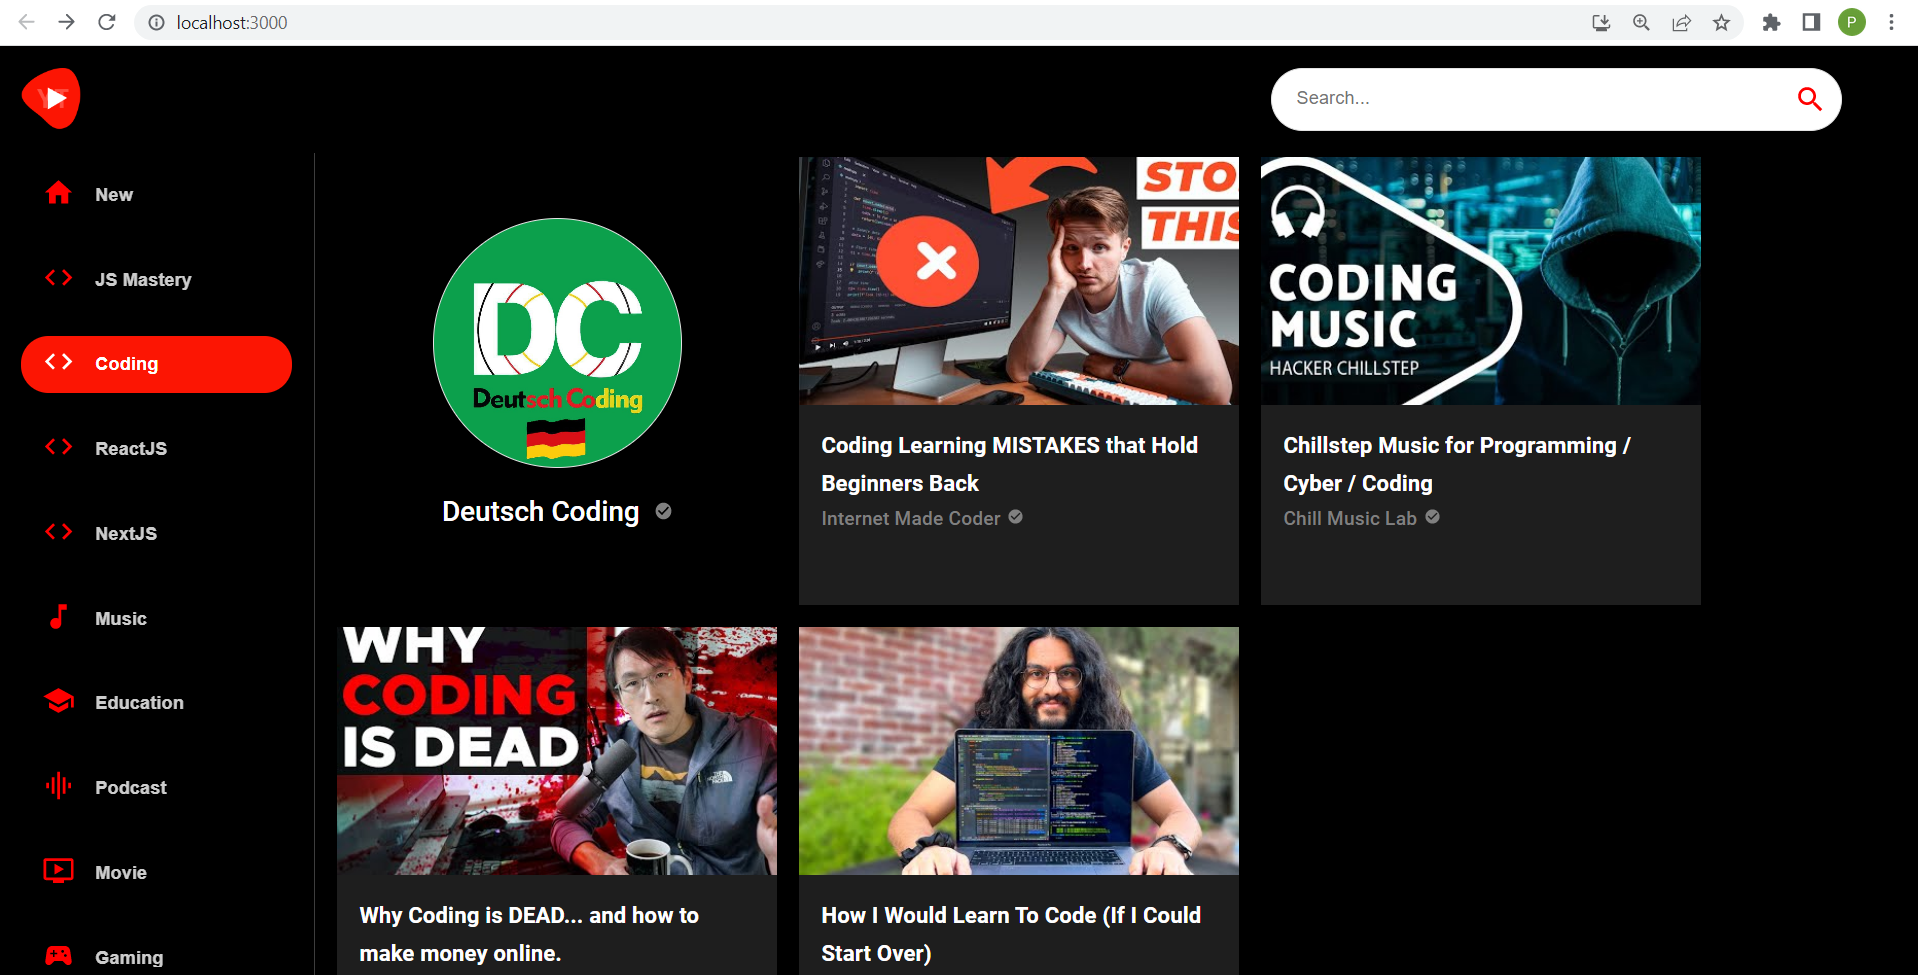 localhost:3000
P
YT
Search...
New
JS Mastery
Coding
ReactJS
NextJS
Music
Education
Podcast
Movie
Gaming
DC
Deutsch Coding
Deutsch Coding
STO
THIS
Coding Learning MISTAKES that Hold
Beginners Back
Internet Made Coder
CODING
MUSIC
HACKER CHILLSTEP
Chillstep Music for Programming /
Cyber / Coding
Chill Music Lab
WHY
CODING
IS DEAD
Why Coding is DEAD... and how to
make money online.
How I Would Learn To Code (If I Could
Start Over)